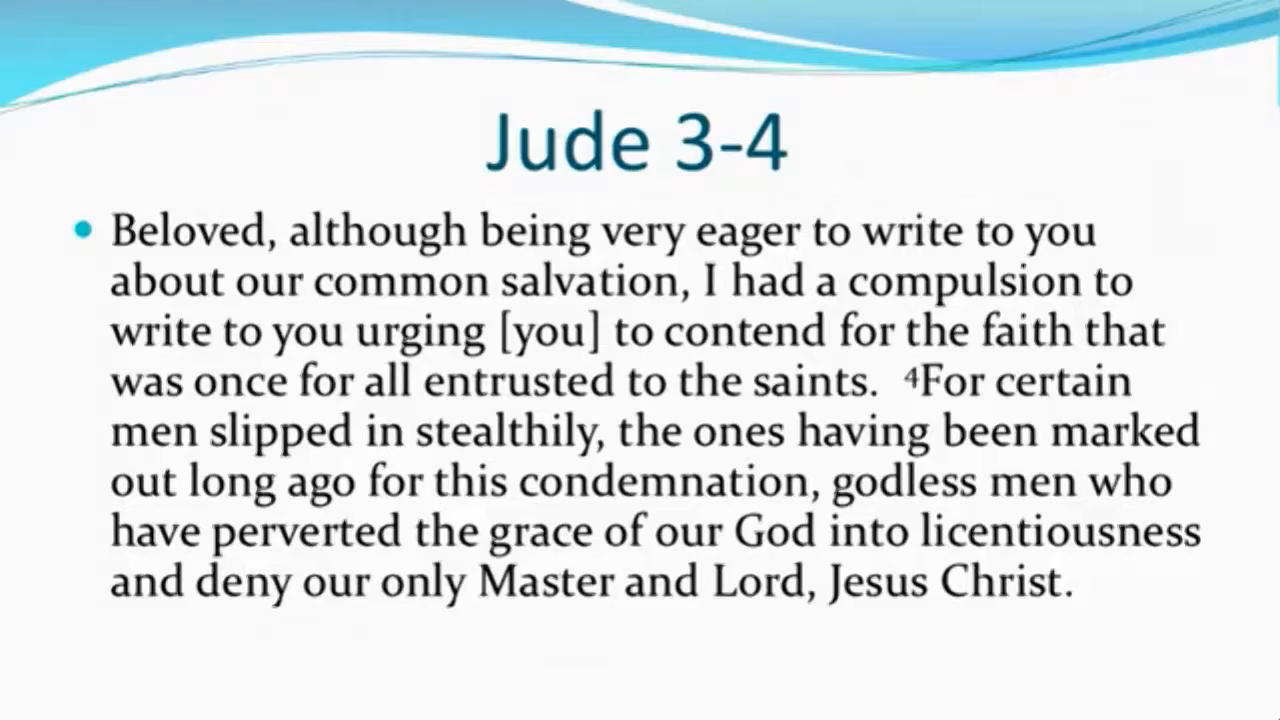 Jude 3-4
• Beloved, although being very eager to write to you
about our common salvation, I had a compulsion to
write to you urging [you] to contend for the faith that
was once for all entrusted to the saints. ⁴For certain
men slipped in stealthily, the ones having been marked
out long ago for this condemnation, godless men who
have perverted the grace of our God into licentiousness
and deny our only Master and Lord, Jesus Christ.